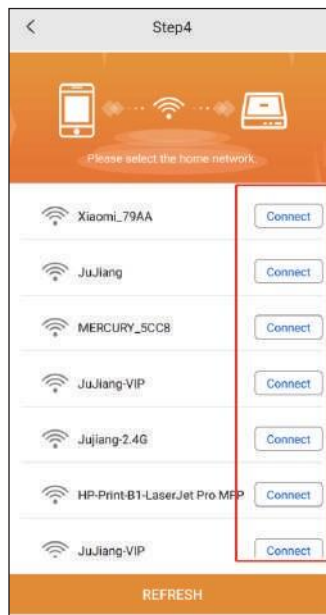 Step4
Please select the home network.
Xiaomi_79AA Connect
JuJiang Connect
MERCURY_5CC8 Connect
JuJiang-VIP Connect
Jujiang-2.4G Connect
HP-Print-B1-LaserJet Pro MFP Connect
JuJiang-VIP Connect
REFRESH